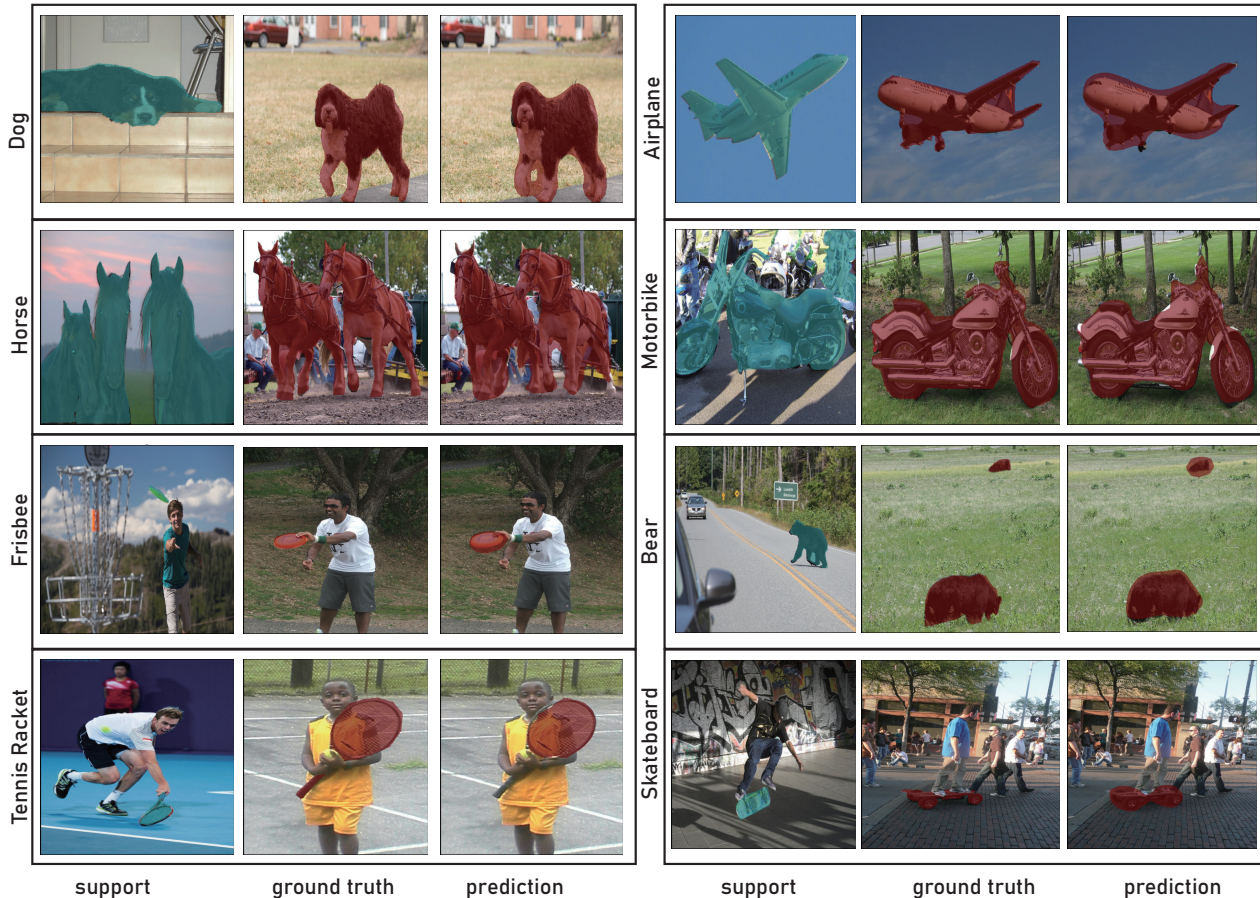 Dog
Airplane
Horse
Motorbike
Frisbee
Bear
Tennis Racket
Skateboard
support
ground truth
prediction
support
ground truth
prediction